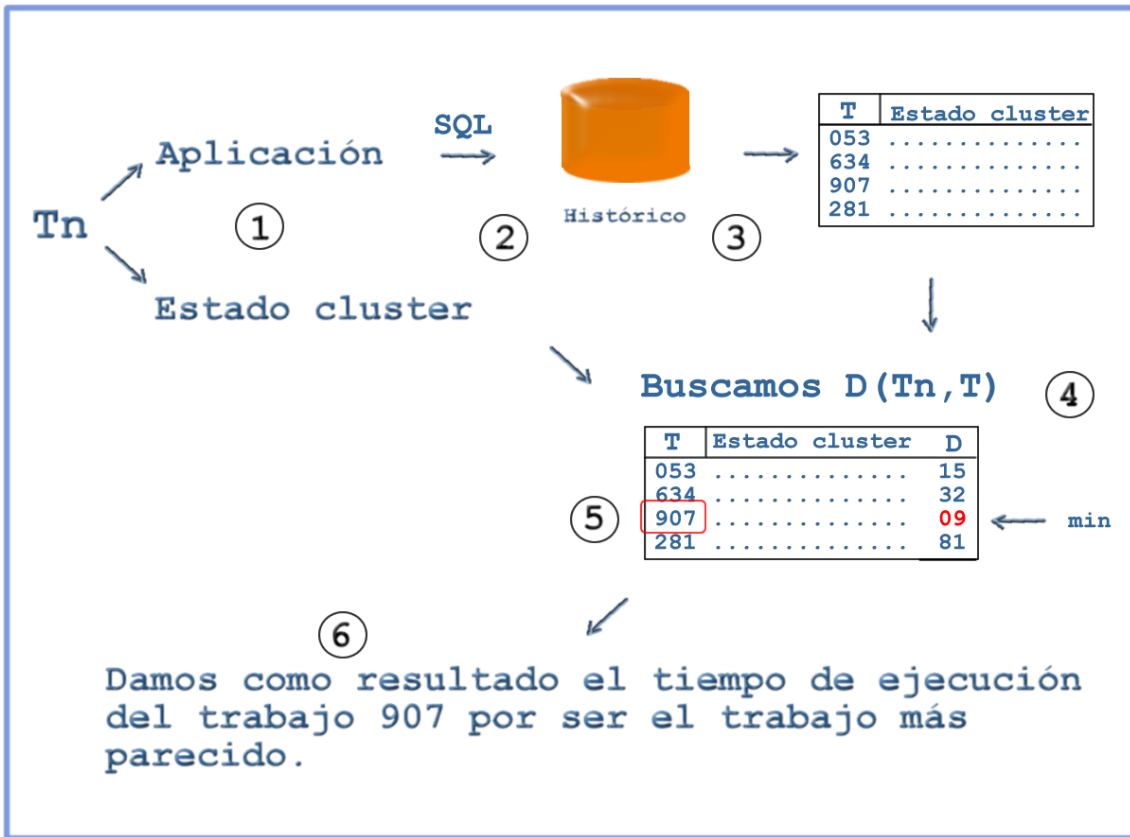 Tn
Aplicación
1
Estado cluster
SQL
2
Histórico
3
T Estado cluster
053 ..............
634 ..............
907 ..............
281 ..............
Buscamos D(Tn,T)
4
T Estado cluster D
053 .............. 15
634 .............. 32
907 .............. 09
281 .............. 81
5
min
6
Damos como resultado el tiempo de ejecución
del trabajo 907 por ser el trabajo más
parecido.